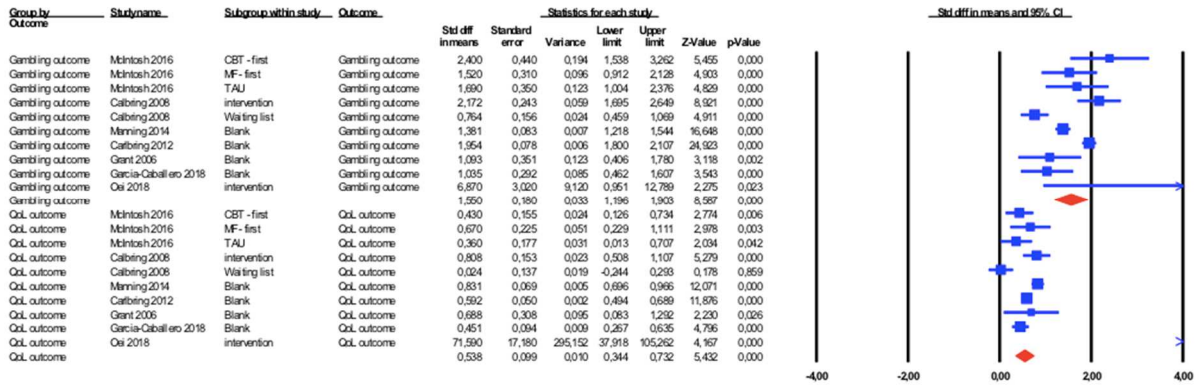 Group by Study name Subgroup within study Outcome Statistics for each study Std diff in means and 95% CI
Outcome
Std diff Standard Lower Upper
in means error Variance limit limit Z-Value p-Value
Gambling outcome McIntosh 2016 CBT - first Gambling outcome 2,400 0,440 0,194 1,538 3,262 5,455 0,000
Gambling outcome McIntosh 2016 MF - first Gambling outcome 1,520 0,310 0,096 0,912 2,128 4,903 0,000
Gambling outcome McIntosh 2016 TAU Gambling outcome 1,690 0,350 0,123 1,004 2,376 4,829 0,000
Gambling outcome Calbring 2008 intervention Gambling outcome 2,172 0,243 0,059 1,695 2,649 8,921 0,000
Gambling outcome Calbring 2008 Waiting list Gambling outcome 0,764 0,156 0,024 0,459 1,069 4,911 0,000
Gambling outcome Manning 2014 Blank Gambling outcome 1,381 0,083 0,007 1,218 1,544 16,648 0,000
Gambling outcome Carlbring 2012 Blank Gambling outcome 1,954 0,078 0,006 1,800 2,107 24,923 0,000
Gambling outcome Grant 2006 Blank Gambling outcome 1,093 0,351 0,123 0,406 1,780 3,118 0,002
Gambling outcome Garcia-Caballero 2018 Blank Gambling outcome 1,035 0,292 0,085 0,462 1,607 3,543 0,000
Gambling outcome Oei 2018 intervention Gambling outcome 6,870 3,020 9,120 0,951 12,789 2,275 0,023
Gambling outcome 1,550 0,180 0,033 1,196 1,903 8,587 0,000
QoL outcome McIntosh 2016 CBT - first QoL outcome 0,430 0,155 0,024 0,126 0,734 2,774 0,006
QoL outcome McIntosh 2016 MF - first QoL outcome 0,670 0,225 0,051 0,229 1,111 2,978 0,003
QoL outcome McIntosh 2016 TAU QoL outcome 0,360 0,177 0,031 0,013 0,707 2,034 0,042
QoL outcome Calbring 2008 intervention QoL outcome 0,808 0,153 0,023 0,508 1,107 5,279 0,000
QoL outcome Calbring 2008 Waiting list QoL outcome 0,024 0,137 0,019 -0,244 0,293 0,178 0,859
QoL outcome Manning 2014 Blank QoL outcome 0,831 0,069 0,005 0,696 0,966 12,071 0,000
QoL outcome Carlbring 2012 Blank QoL outcome 0,592 0,050 0,002 0,494 0,689 11,876 0,000
QoL outcome Grant 2006 Blank QoL outcome 0,688 0,308 0,095 0,083 1,292 2,230 0,026
QoL outcome Garcia-Caballero 2018 Blank QoL outcome 0,451 0,094 0,009 0,267 0,635 4,796 0,000
QoL outcome Oei 2018 intervention QoL outcome 71,590 17,180 295,152 37,918 105,262 4,167 0,000
QoL outcome 0,538 0,099 0,010 0,344 0,732 5,432 0,000
-4,00 -2,00 0,00 2,00 4,00